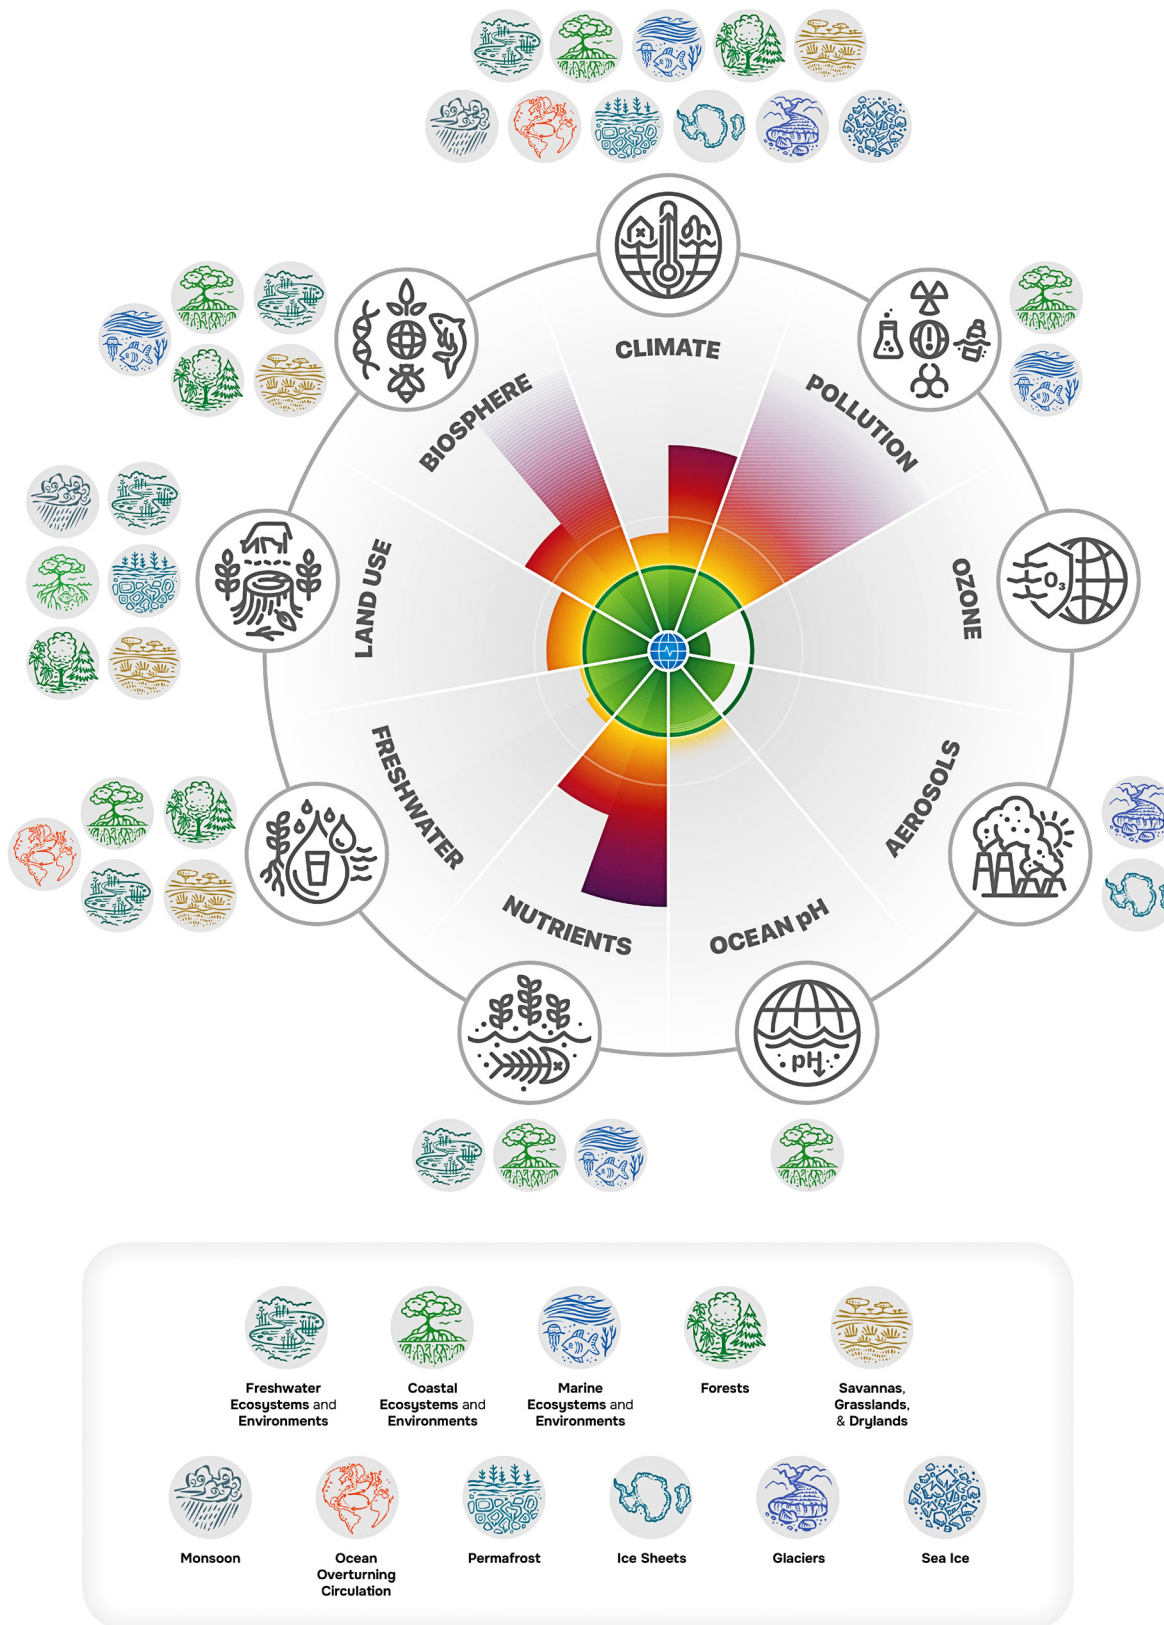 CLIMATE
POLLUTION
BIOSPHERE
OZONE
O₃
LAND USE
AEROSOLS
FRESHWATER
NUTRIENTS
OCEAN pH
pH
Freshwater
Ecosystems and
Environments
Coastal
Ecosystems and
Environments
Marine
Ecosystems and
Environments
Forests
Savannas,
Grasslands,
& Drylands
Monsoon
Ocean
Overturning
Circulation
Permafrost
Ice Sheets
Glaciers
Sea Ice